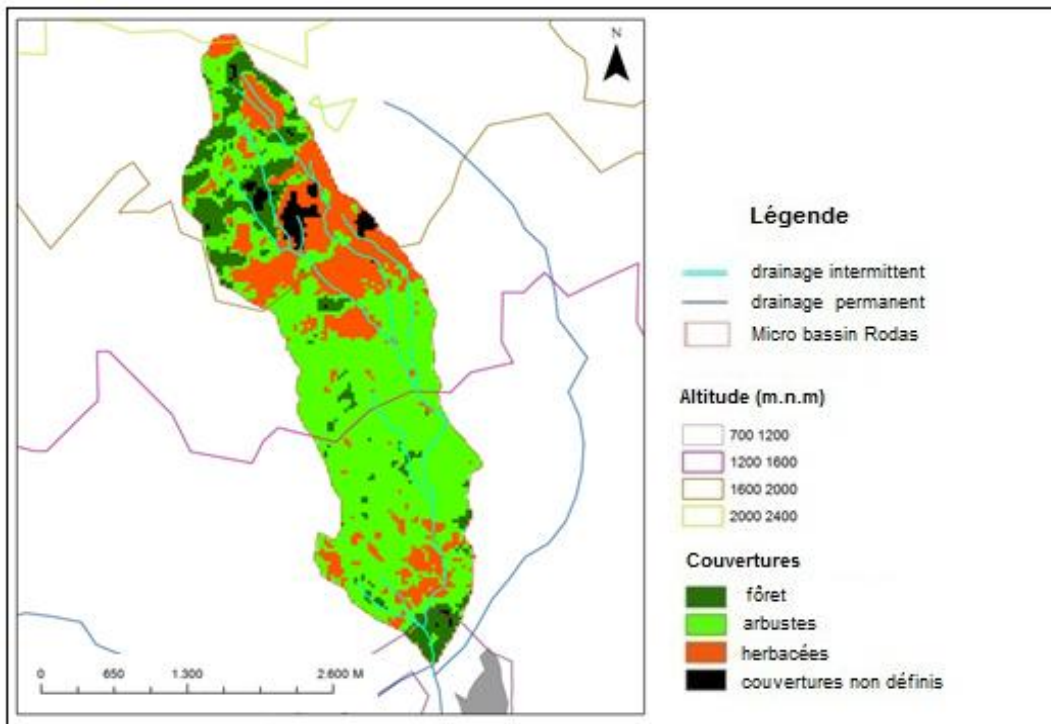 N
Légende
drainage intermittent
drainage permanent
Micro bassin Rodas
Altitude (m.n.m)
700 1200
1200 1600
1600 2000
2000 2400
Couvertures
fôret
arbustes
herbacées
couvertures non définis
0 650 1.300 2.600 M